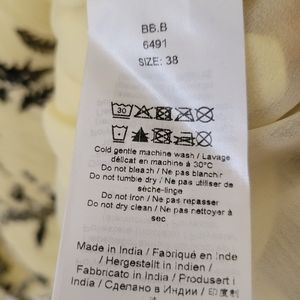 B6.B
6491
SIZE: 38
30
Cold gentle machine wash / Lavage
délicat en machine à 30°C
Do not bleach / Ne pas blanchir
Do not tumble dry / Ne pas utiliser de
sèche-linge
Do not iron / Ne pas repasser
Do not dry clean / Ne pas nettoyer à
sec
Made in India / Fabriqué en Inde
/ Hergestellt in Indien /
Fabbricato in India / Produsert i
India / Сделано в Индии / 印度制